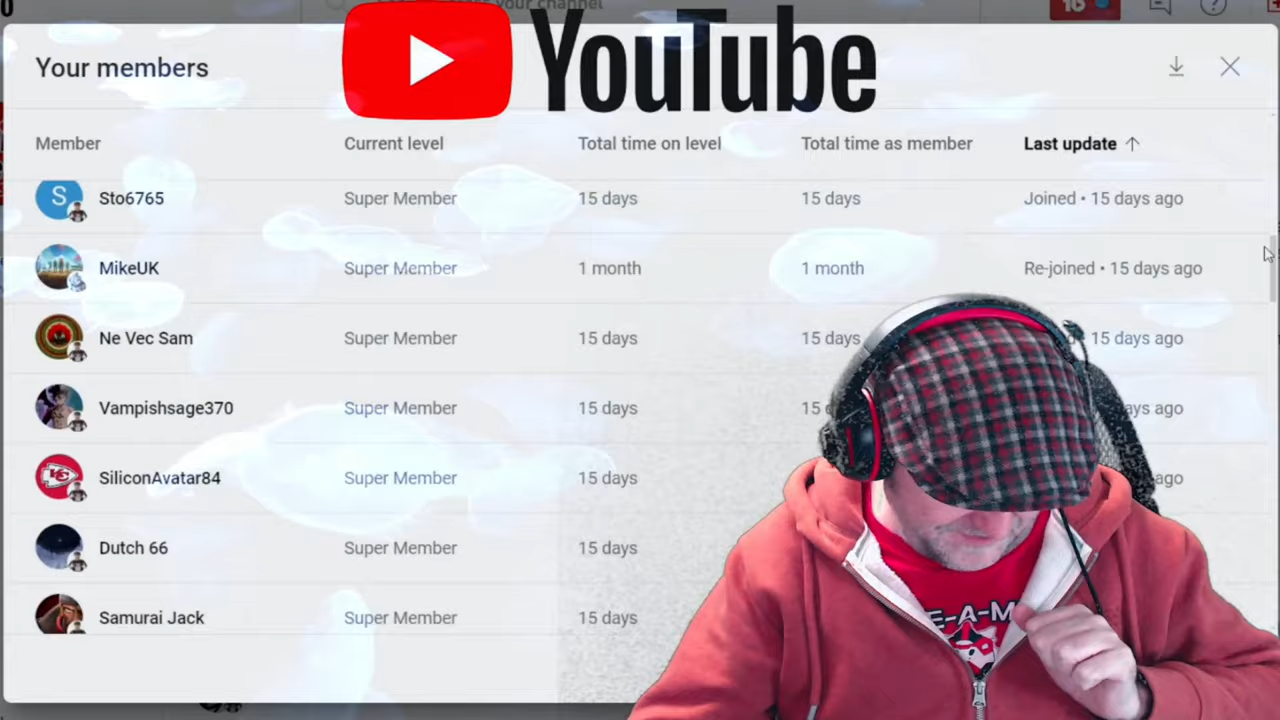 YouTube
Your members
Member Current level Total time on level Total time as member Last update
S Sto6765 Super Member 15 days 15 days Joined • 15 days ago
MikeUK Super Member 1 month 1 month Re-joined • 15 days ago
Ne Vec Sam Super Member 15 days 15 days 15 days ago
Vampishsage370 Super Member 15 days 15 ago
SiliconAvatar84 Super Member 15 days ago
Dutch 66 Super Member 15 days
Samurai Jack Super Member 15 days
E-A-M